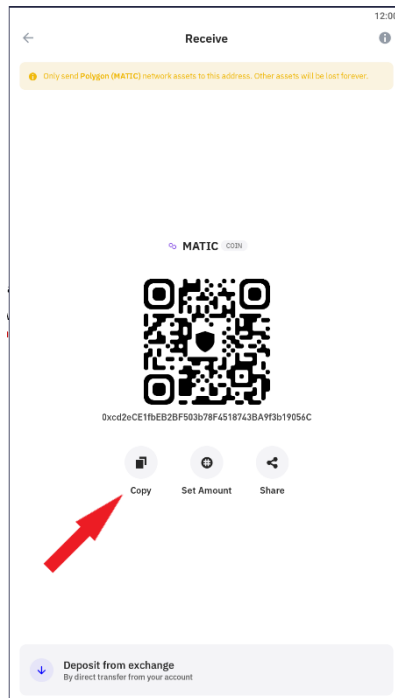 12:00
Receive
Only send Polygon (MATIC) network assets to this address. Other assets will be lost forever.
MATIC COIN
0xcd2eCE1fbEB2BF503b78F4518743BA9f3b19056C
Copy Set Amount Share
Deposit from exchange
By direct transfer from your account